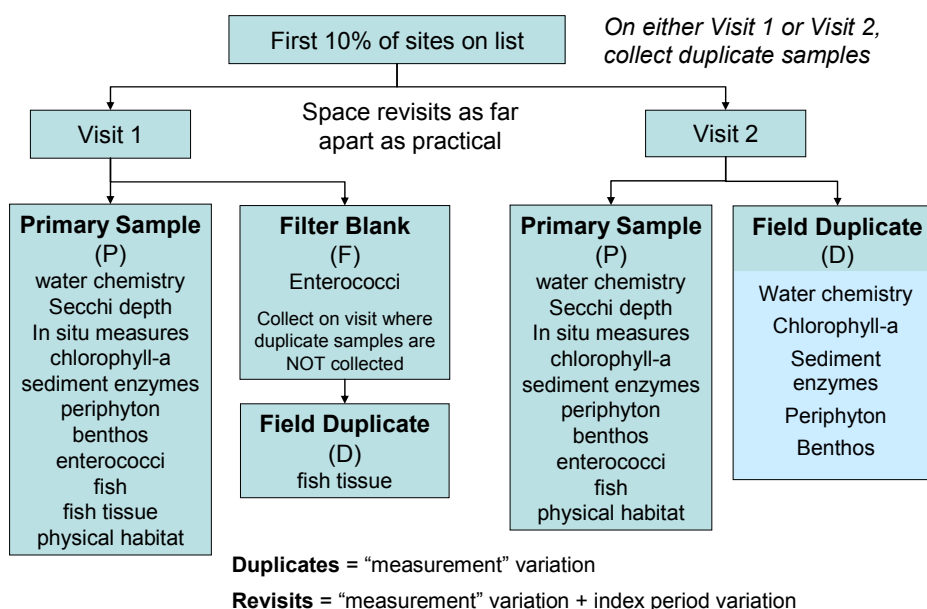 First 10% of sites on list
On either Visit 1 or Visit 2,
collect duplicate samples
Space revisits as far
apart as practical
Visit 1
Visit 2
Primary Sample
(P)
water chemistry
Secchi depth
In situ measures
chlorophyll-a
sediment enzymes
periphyton
benthos
enterococci
fish
fish tissue
physical habitat
Filter Blank
(F)
Enterococci
Collect on visit where
duplicate samples are
NOT collected
Field Duplicate
(D)
fish tissue
Primary Sample
(P)
water chemistry
Secchi depth
In situ measures
chlorophyll-a
sediment enzymes
periphyton
benthos
enterococci
fish
physical habitat
Field Duplicate
(D)
Water chemistry
Chlorophyll-a
Sediment
enzymes
Periphyton
Benthos
Duplicates = “measurement” variation
Revisits = “measurement” variation + index period variation